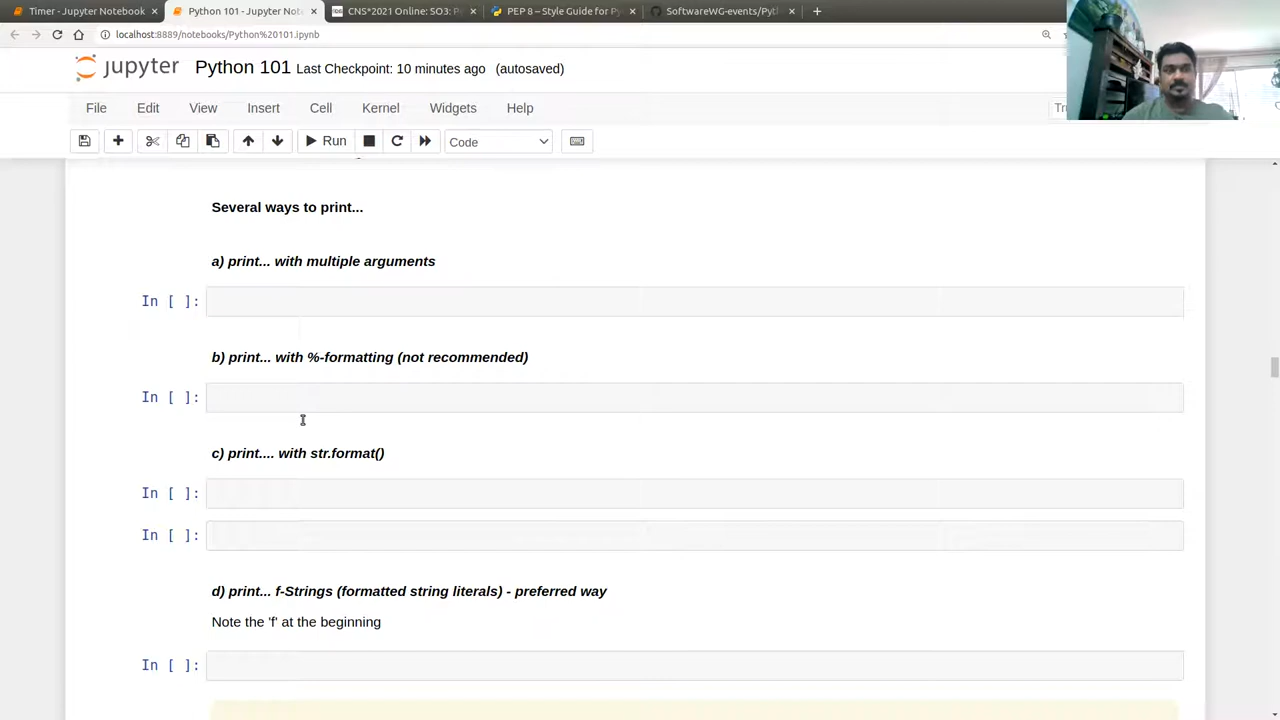 Timer - Jupyter Notebook
Python 101 - Jupyter Not
CNS*2021 Online: SO3: P
PEP 8 – Style Guide for Py
SoftwareWG-events/Pytl
localhost:8889/notebooks/Python%20101.ipynb
jupyter Python 101 Last Checkpoint: 10 minutes ago (autosaved)
File Edit View Insert Cell Kernel Widgets Help
Run Code
Several ways to print...
a) print... with multiple arguments
In [ ]:
b) print... with %-formatting (not recommended)
In [ ]:
c) print.... with str.format()
In [ ]:
In [ ]:
d) print... f-Strings (formatted string literals) - preferred way
Note the 'f' at the beginning
In [ ]: